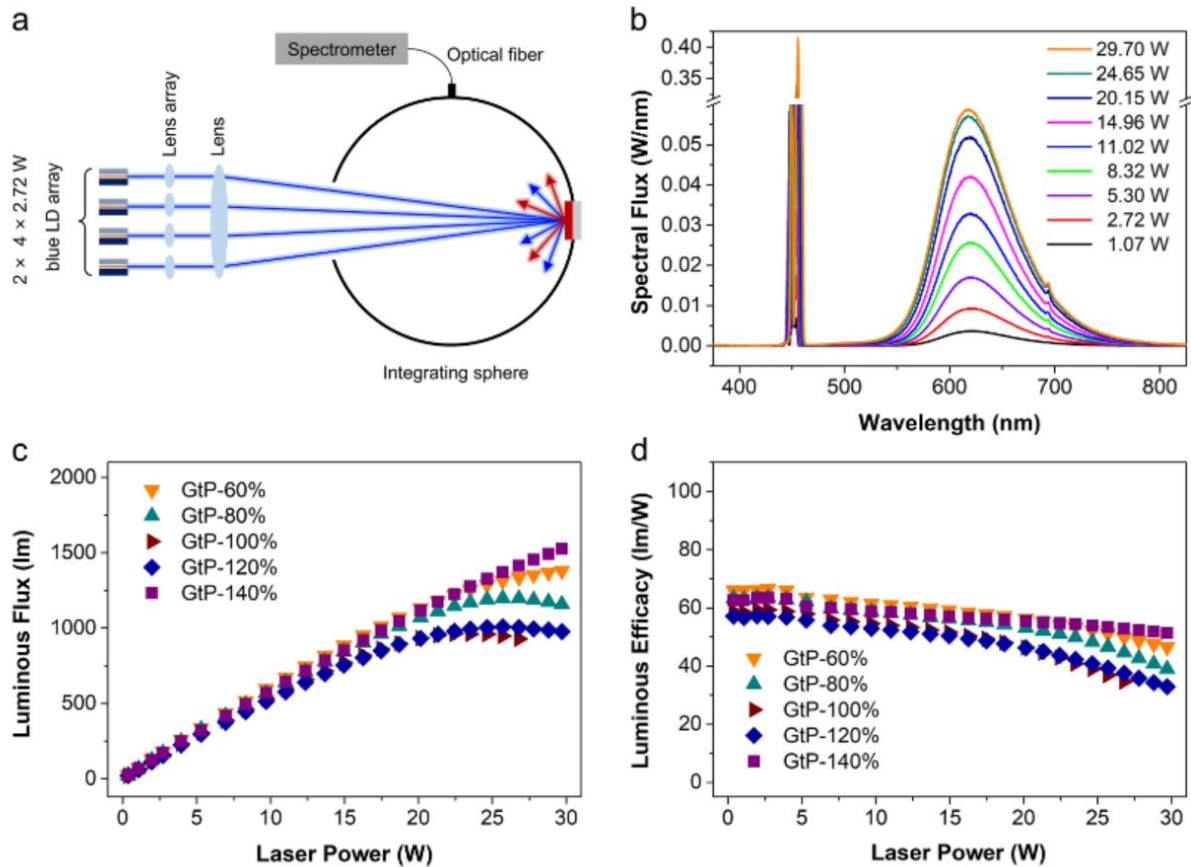 a
Spectrometer
Optical fiber
Lens array
Lens
2 × 4 × 2.72 W
blue LD array
Integrating sphere
b
Spectral Flux (W/nm)
0.40
0.35
0.05
0.04
0.03
0.02
0.01
0.00
29.70 W
24.65 W
20.15 W
14.96 W
11.02 W
8.32 W
5.30 W
2.72 W
1.07 W
400 500 600 700 800
Wavelength (nm)
c
Luminous Flux (lm)
2000
1500
1000
500
0
GtP-60%
GtP-80%
GtP-100%
GtP-120%
GtP-140%
0 5 10 15 20 25 30
Laser Power (W)
d
Luminous Efficacy (lm/W)
100
80
60
40
20
0
GtP-60%
GtP-80%
GtP-100%
GtP-120%
GtP-140%
0 5 10 15 20 25 30
Laser Power (W)